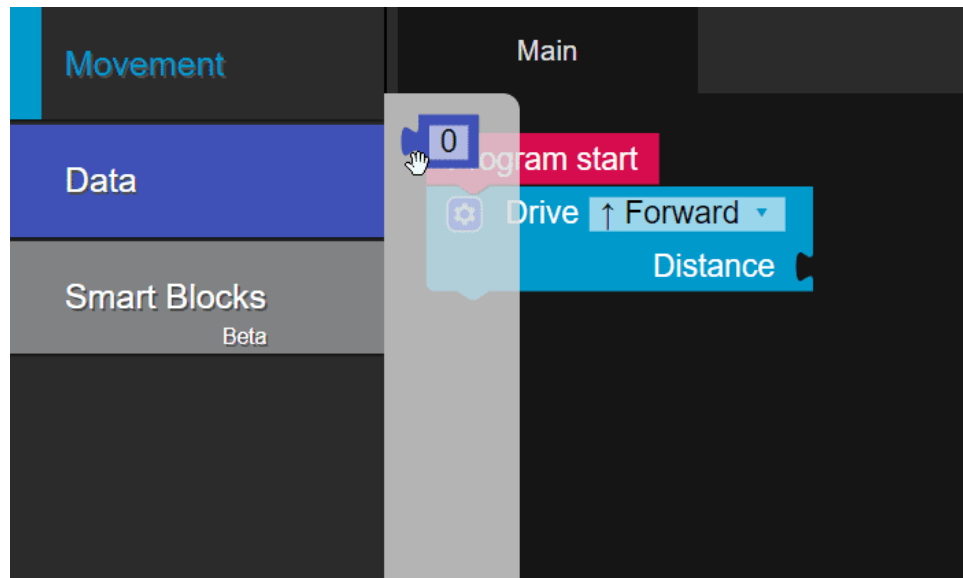 Movement
Data
Smart Blocks
Beta
Main
0
ogram start
Drive ↑ Forward
Distance